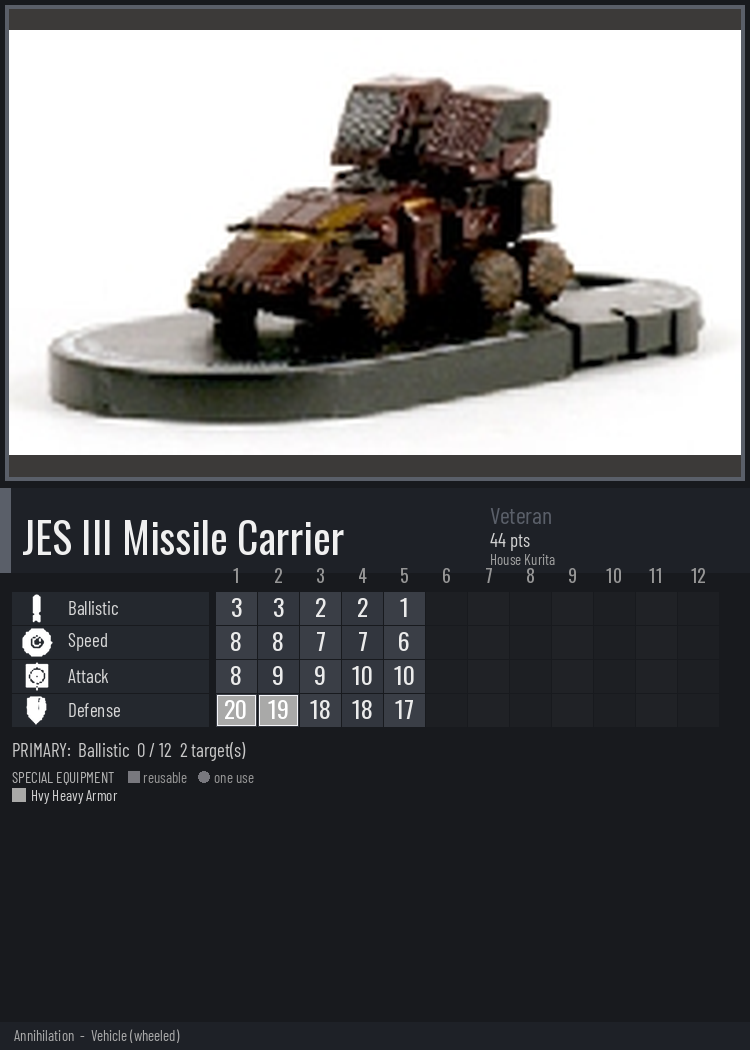 JES III Missile Carrier
Veteran
44 pts
House Kurita
1 2 3 4 5 6 7 8 9 10 11 12
Ballistic 3 3 2 2 1
Speed 8 8 7 7 6
Attack 8 9 9 10 10
Defense 20 19 18 18 17
PRIMARY: Ballistic 0 / 12 2 target(s)
SPECIAL EQUIPMENT reusable one use
Hvy Heavy Armor
Annihilation - Vehicle (wheeled)